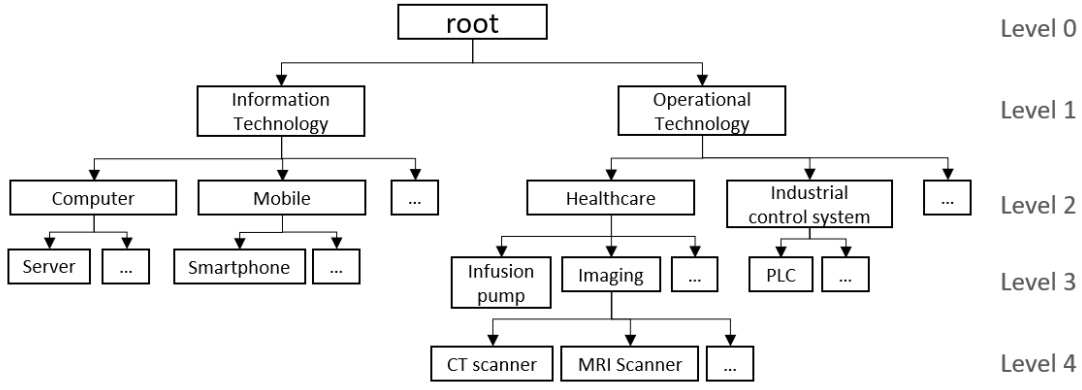 root
Level 0
Information
Technology
Operational
Technology
Level 1
Computer
Mobile
...
Healthcare
Industrial
control system
...
Level 2
Server
...
Smartphone
...
Infusion
pump
Imaging
...
PLC
...
Level 3
CT scanner
MRI Scanner
...
Level 4